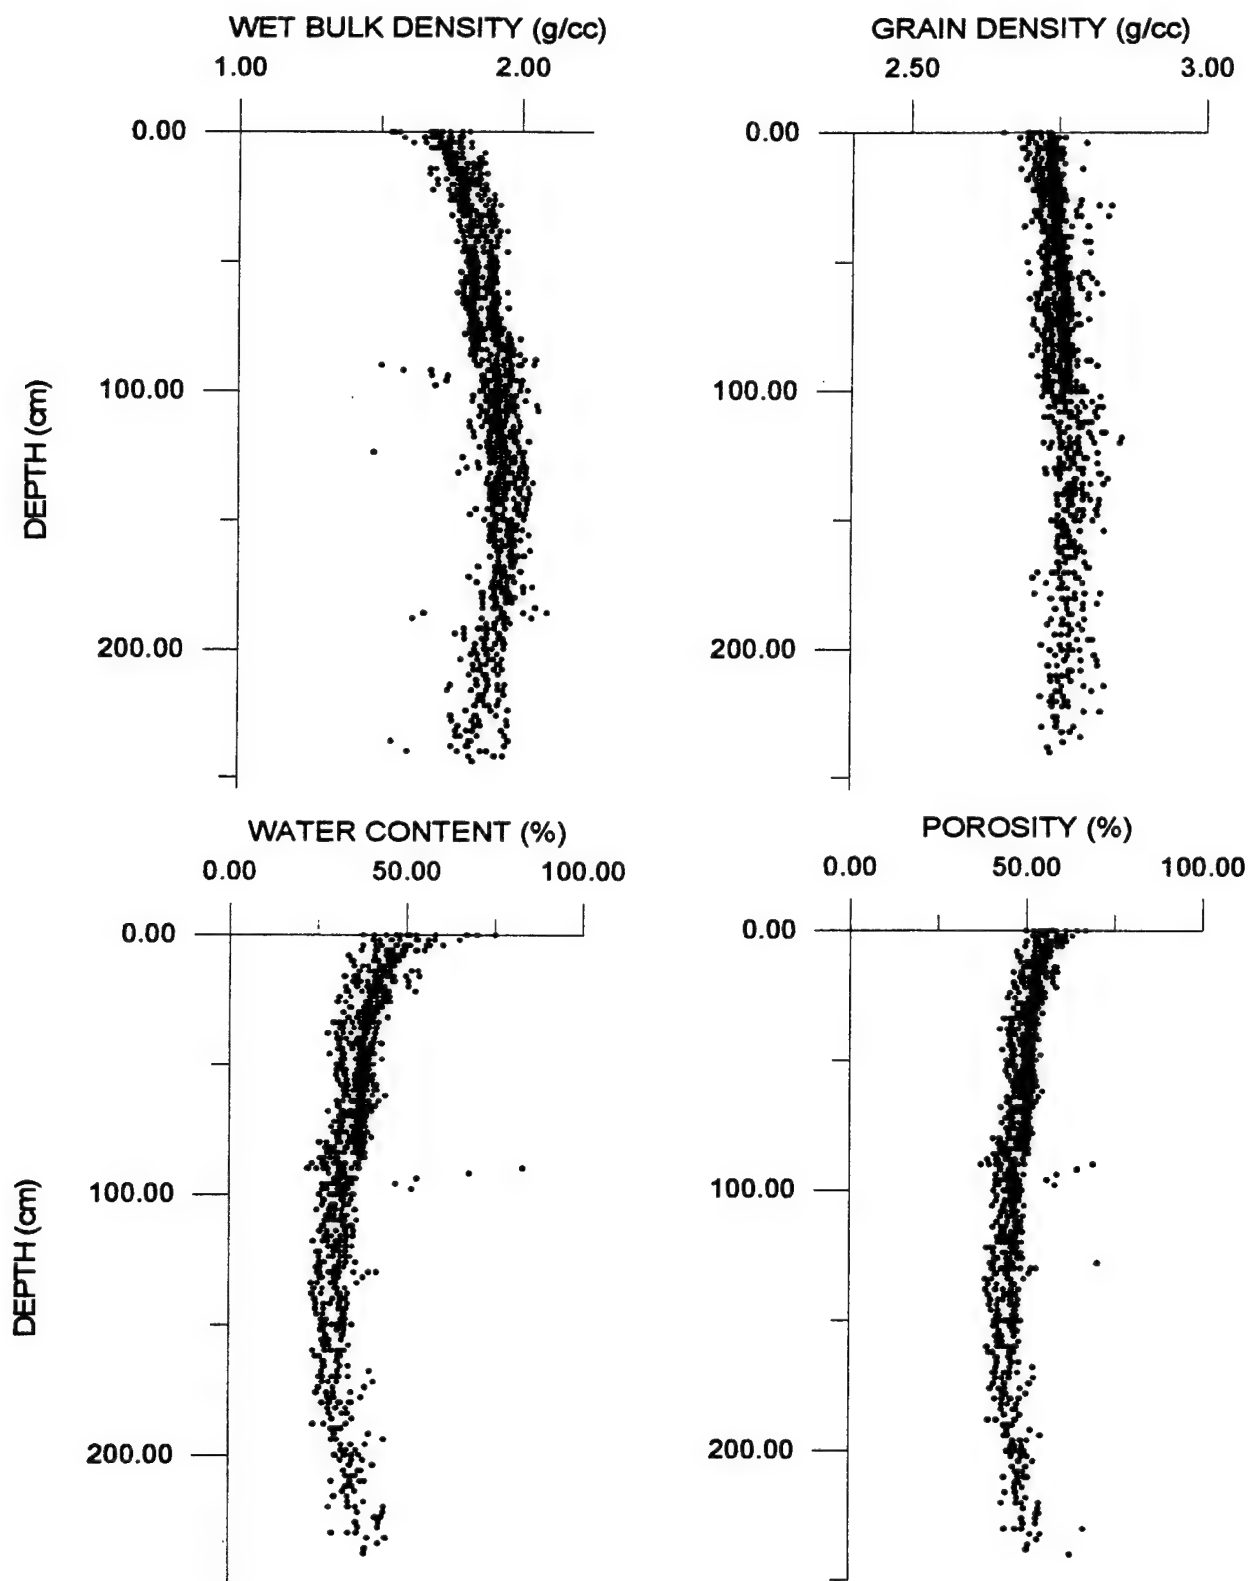 WET BULK DENSITY (g/cc)
1.00 2.00
0.00
100.00
200.00
DEPTH (cm)
GRAIN DENSITY (g/cc)
2.50 3.00
0.00
100.00
200.00
WATER CONTENT (%)
0.00 50.00 100.00
0.00
100.00
200.00
DEPTH (cm)
POROSITY (%)
0.00 50.00 100.00
0.00
100.00
200.00